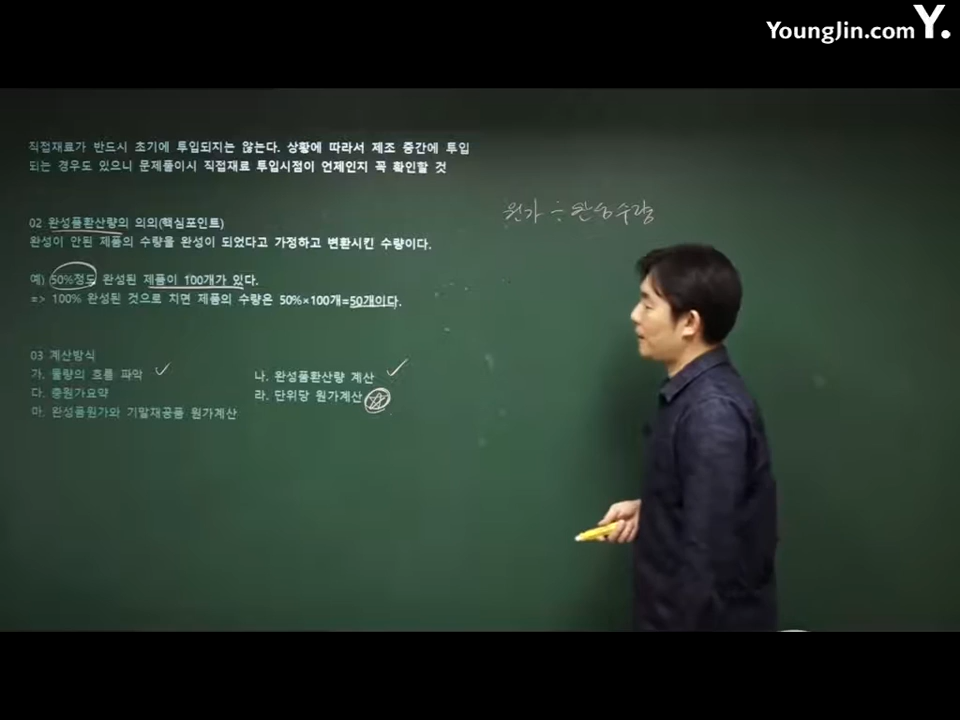 YoungJin.com Y.
직접재료가 반드시 초기에 투입되지는 않는다. 상황에 따라서 제조 중간에 투입
되는 경우도 있으니 문제풀이시 직접재료 투입시점이 언제인지 꼭 확인할 것
원가 ÷ 완성수량
02 완성품환산량의 의의(핵심포인트)
완성이 안된 제품의 수량을 완성이 되었다고 가정하고 변환시킨 수량이다.
예) 50%정도 완성된 제품이 100개가 있다.
=> 100% 완성된 것으로 치면 제품의 수량은 50%×100개=50개이다.
03 계산방식
가. 물량의 흐름 파악
나. 완성품환산량 계산
다. 총원가요약
라. 단위당 원가계산
마. 완성품원가와 기말재공품 원가계산